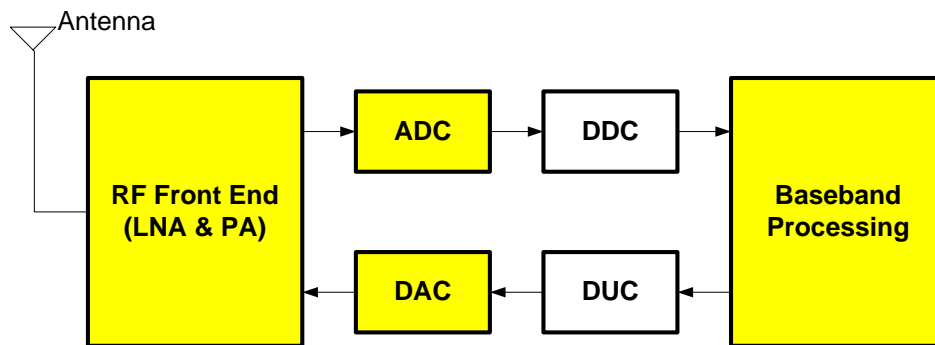 Antenna
RF Front End
(LNA & PA)
ADC
DDC
DAC
DUC
Baseband
Processing